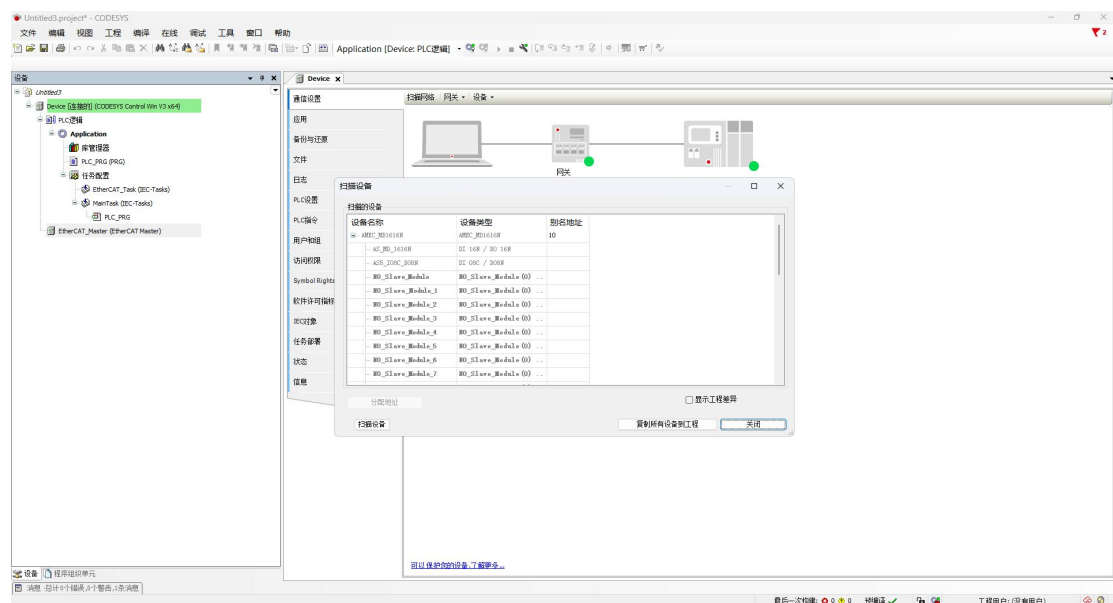 Untitled3.project* - CODESYS
文件 编辑 视图 工程 编译 在线 调试 工具 窗口 帮助
2
Application [Device: PLC逻辑]
设备
Device
Untitled3
Device [连接的] (CODESYS Control Win V3 x64)
PLC逻辑
Application
库管理器
PLC_PRG (PRG)
任务配置
EtherCAT_Task (IEC-Tasks)
MainTask (IEC-Tasks)
PLC_PRG
EtherCAT_Master (EtherCAT Master)
通信设置
应用
备份与还原
文件
日志
PLC设置
PLC指令
用户和组
访问权限
Symbol Rights
软件许可指标
IEC对象
任务部署
状态
信息
扫描网络 网关 设备
网关
扫描设备
扫描的设备
设备名称 设备类型 别名地址
AMEC_MD1616N AMEC_MD1616N 10
AS_MD_1616N DI 16N / DO 16N
DI 08C / DO8N
NO_Slave_Module NO_Slave_Module(0) ...
NO_Slave_Module_1 NO_Slave_Module(0) ...
NO_Slave_Module_2 NO_Slave_Module(0) ...
NO_Slave_Module_3 NO_Slave_Module(0) ...
NO_Slave_Module_4 NO_Slave_Module(0) ...
NO_Slave_Module_5 NO_Slave_Module(0) ...
NO_Slave_Module_6 NO_Slave_Module(0) ...
NO_Slave_Module_7 NO_Slave_Module(0) ...
分配地址
显示工程差异
扫描设备
复制所有设备到工程
关闭
可以保护您的设备.了解更多...
设备 程序组织单元
消息 -总计0个错误,0个警告,1条消息
最后一次构建: 0 0 预编译 工程用户: (没有用户)